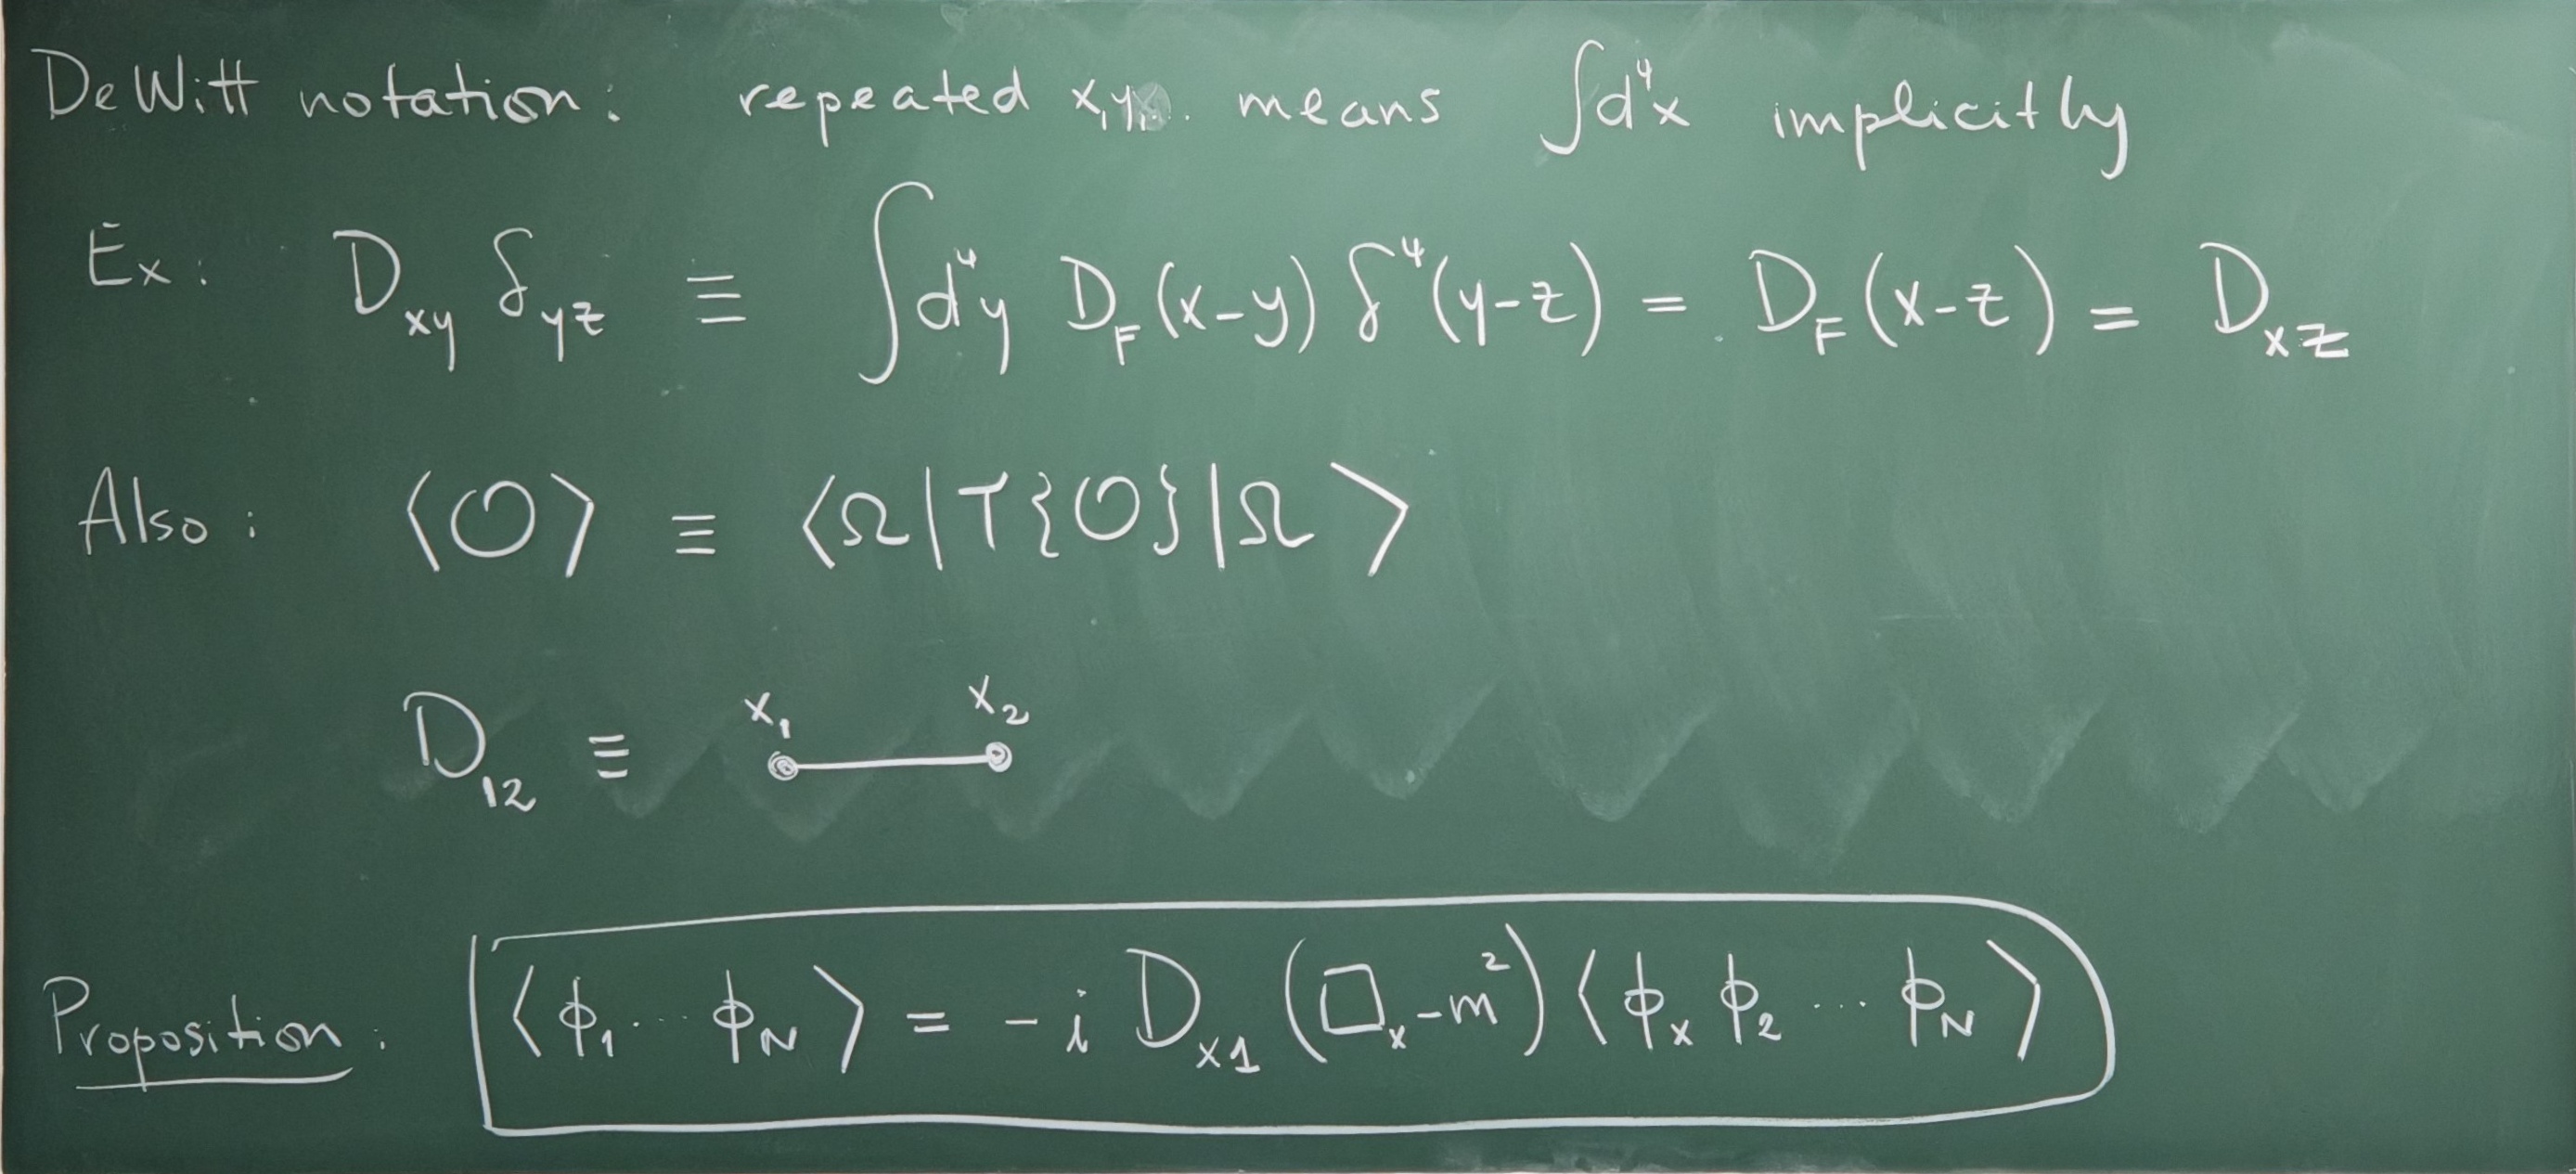 DeWitt notation: repeated x,y,.. means ∫d⁴x implicitly
Ex: D_xy δ_yz ≡ ∫d⁴y D_F(x-y) δ⁴(y-z) = D_F(x-z) = D_xz
Also: ⟨O⟩ ≡ ⟨Ω|T{O}|Ω⟩
x₁ x₂
D₁₂ ≡
Proposition: ⟨ϕ₁...ϕ_N⟩ = -i D_x1 (□_x-m²)⟨ϕ_x ϕ₂...ϕ_N⟩